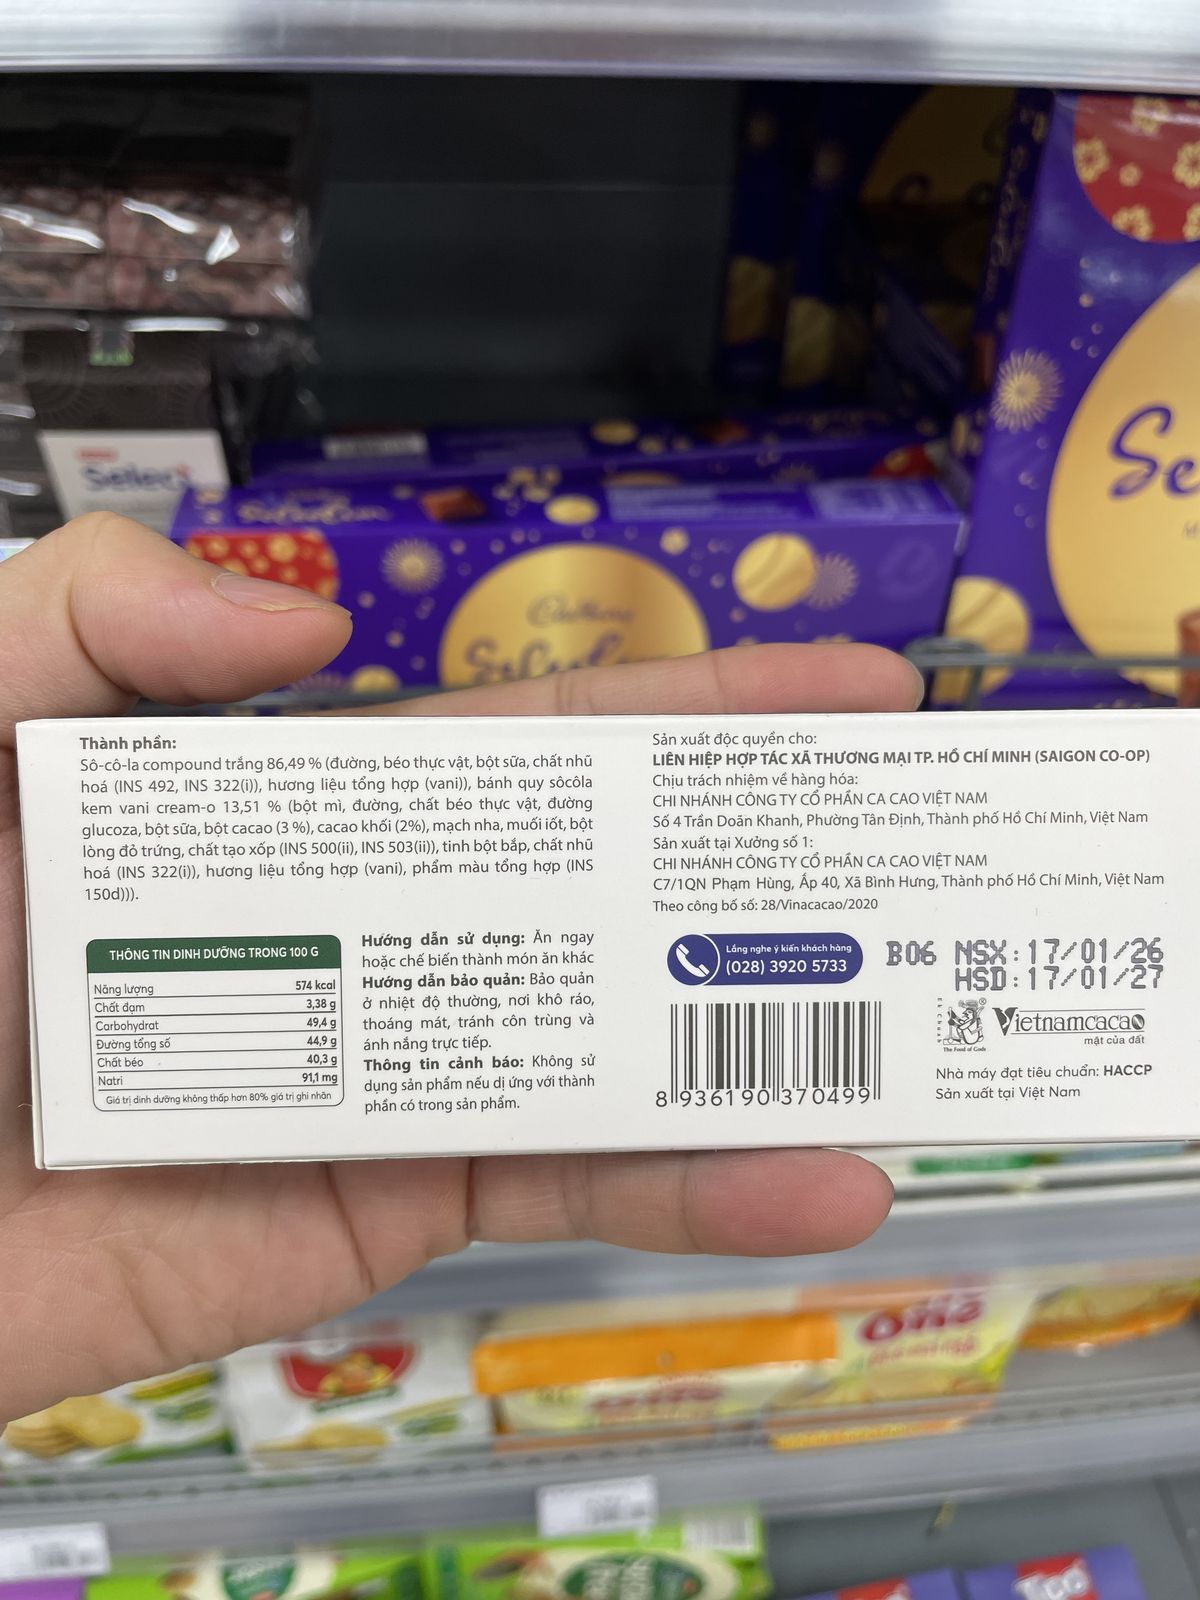 Select
Selection
Cadbury
Selection
Se
Thành phần:
Sô-cô-la compound trắng 86,49 % (đường, béo thực vật, bột sữa, chất nhũ
hoá (INS 492, INS 322(i)), hương liệu tổng hợp (vani)), bánh quy sôcôla
kem vani cream-o 13,51 % (bột mì, đường, chất béo thực vật, đường
glucoza, bột sữa, bột cacao (3 %), cacao khối (2%), mạch nha, muối iốt, bột
lòng đỏ trứng, chất tạo xốp (INS 500(ii), INS 503(ii)), tinh bột bắp, chất nhũ
hoá (INS 322(i)), hương liệu tổng hợp (vani), phẩm màu tổng hợp (INS
150d))).
THÔNG TIN DINH DƯỠNG TRONG 100 G
Năng lượng 574 kcal
Chất đạm 3,38 g
Carbohydrat 49,4 g
Đường tổng số 44,9 g
Chất béo 40,3 g
Natri 91,1 mg
Giá trị dinh dưỡng không thấp hơn 80% giá trị ghi nhãn
Hướng dẫn sử dụng: Ăn ngay
hoặc chế biến thành món ăn khác
Hướng dẫn bảo quản: Bảo quản
ở nhiệt độ thường, nơi khô ráo,
thoáng mát, tránh côn trùng và
ánh nắng trực tiếp.
Thông tin cảnh báo: Không sử
dụng sản phẩm nếu dị ứng với thành
phần có trong sản phẩm.
Sản xuất độc quyền cho:
LIÊN HIỆP HỢP TÁC XÃ THƯƠNG MẠI TP. HỒ CHÍ MINH (SAIGON CO-OP)
Chịu trách nhiệm về hàng hóa:
CHI NHÁNH CÔNG TY CỔ PHẦN CA CAO VIỆT NAM
Số 4 Trần Doãn Khanh, Phường Tân Định, Thành phố Hồ Chí Minh, Việt Nam
Sản xuất tại Xưởng số 1:
CHI NHÁNH CÔNG TY CỔ PHẦN CA CAO VIỆT NAM
C7/1QN Phạm Hùng, Ấp 40, Xã Bình Hưng, Thành phố Hồ Chí Minh, Việt Nam
Theo công bố số: 28/Vinacacao/2020
Lắng nghe ý kiến khách hàng
(028) 3920 5733
B06 NSX:17/01/26
HSD:17/01/27
8 936190 370499
The Food of Gods
Vietnamcacao
mật của đất
Nhà máy đạt tiêu chuẩn: HACCP
Sản xuất tại Việt Nam
One